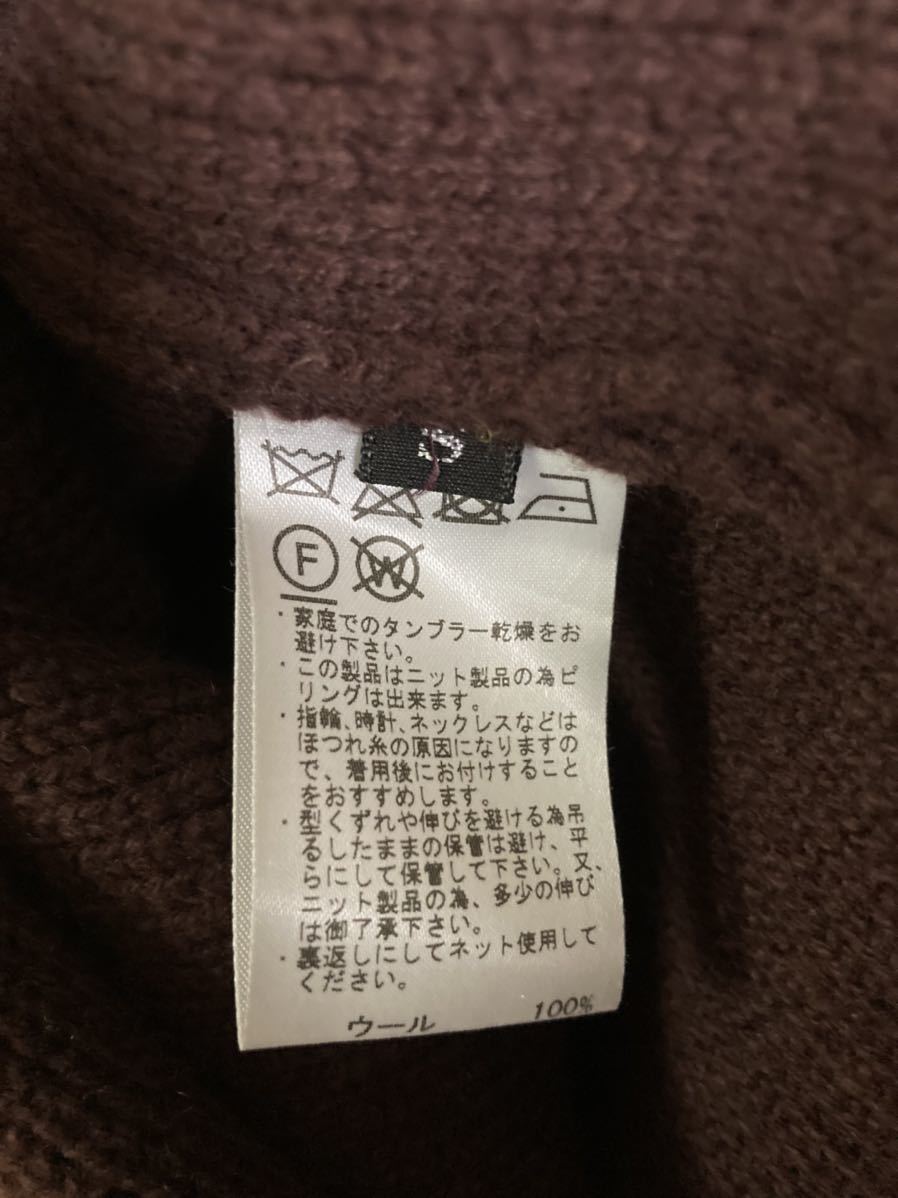 F W
・家庭でのタンブラー乾燥をお
避け下さい。
・この製品はニット製品の為ピ
リングは出来ます。
・指輪、時計、ネックレスなどは
ほつれ糸の原因になりますの
で、着用後にお付けすること
をおすすめします。
・型くずれや伸びを避ける為吊
るしたままの保管は避け、平
らにして保管して下さい。又、
ニット製品の為、多少の伸び
は御了承下さい。
・裏返しにしてネット使用して
ください。
ウール 100%